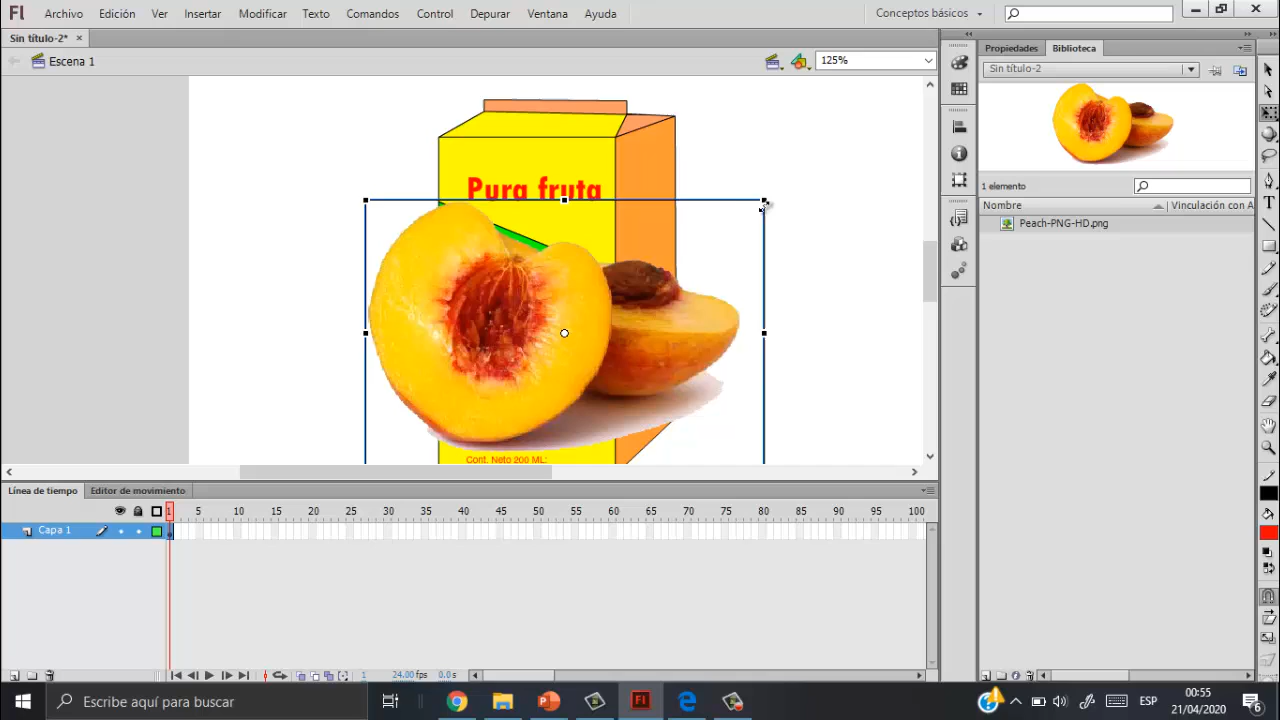 Fl Archivo Edición Ver Insertar Modificar Texto Comandos Control Depurar Ventana Ayuda Conceptos básicos
Sin título-2*
Escena 1
125%
Propiedades Biblioteca
Sin título-2
1 elemento
Nombre Vinculación con A
Peach-PNG-HD.png
Pura fruta
Cont. Neto 200 ML:
Línea de tiempo Editor de movimiento
1 5 10 15 20 25 30 35 40 45 50 55 60 65 70 75 80 85 90 95 100
Capa 1
1 24.00 fps 0.0 s
Escribe aquí para buscar
Fl
ESP
00:55
21/04/2020
6